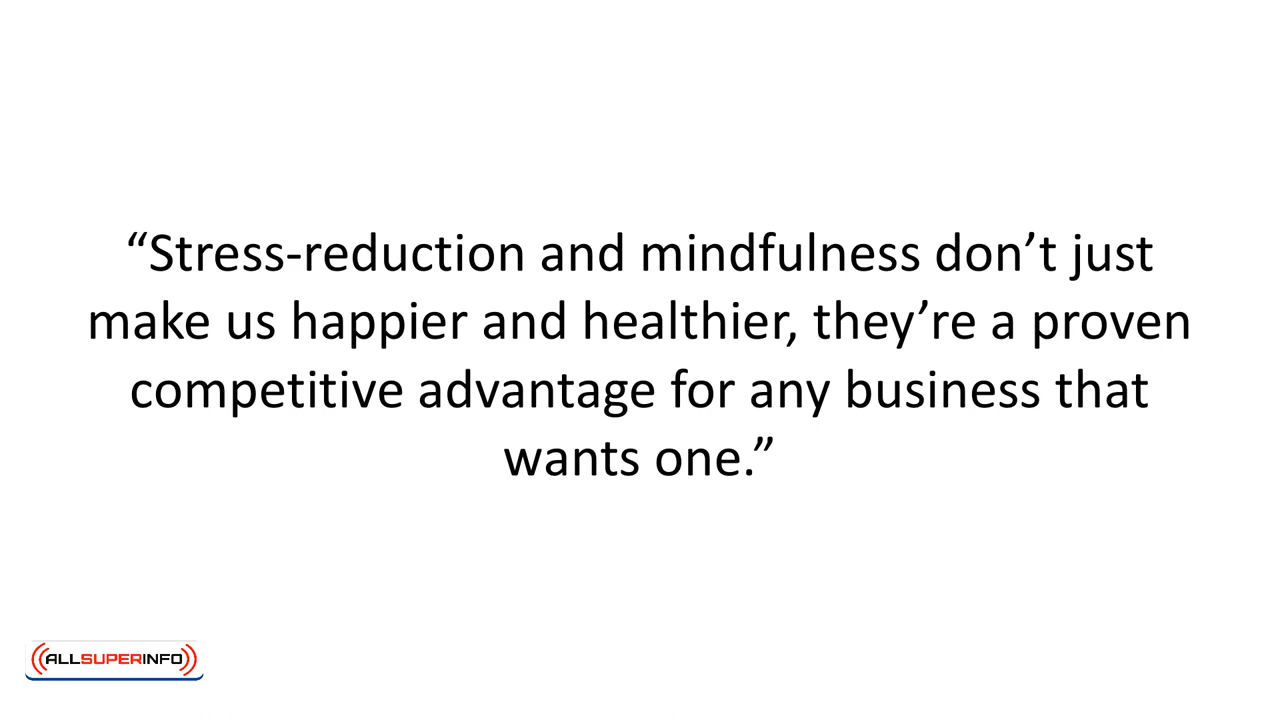 “Stress-reduction and mindfulness don’t just
make us happier and healthier, they’re a proven
competitive advantage for any business that
wants one.”
ALLSUPERINFO